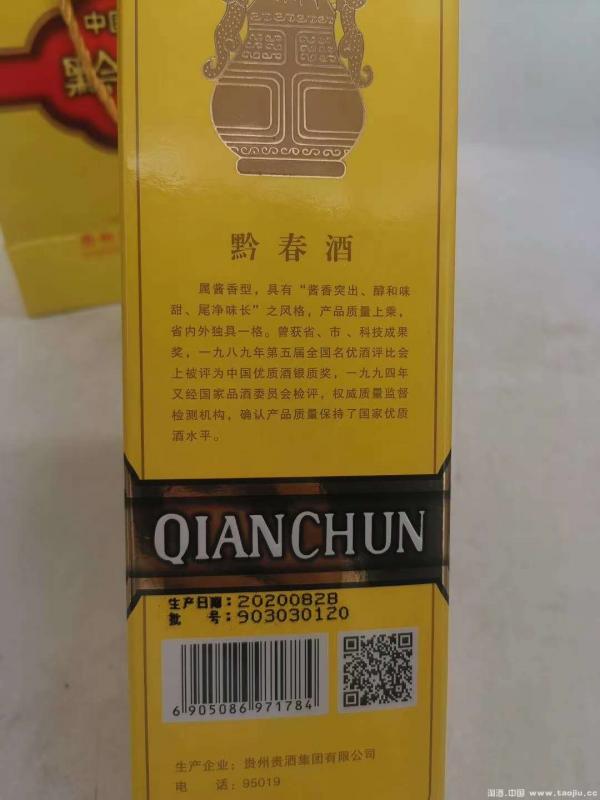 中国
黔春酒
属酱香型，具有“酱香突出、醇和味
甜、尾净味长”之风格，产品质量上乘，
省内外独具一格。曾获省、市、科技成果
奖，一九八九年第五届全国名优酒评比会
上被评为中国优质酒银质奖，一九九四年
又经国家品酒委员会检评，权威质量监督
检测机构，确认产品质量保持了国家优质
酒水平。
QIANCHUN
生产日期：20200828
批 号：903030120
6 905086 971784
生产企业：贵州贵酒集团有限公司
电 话：95019
淘酒.中国 www.taojiu.cc